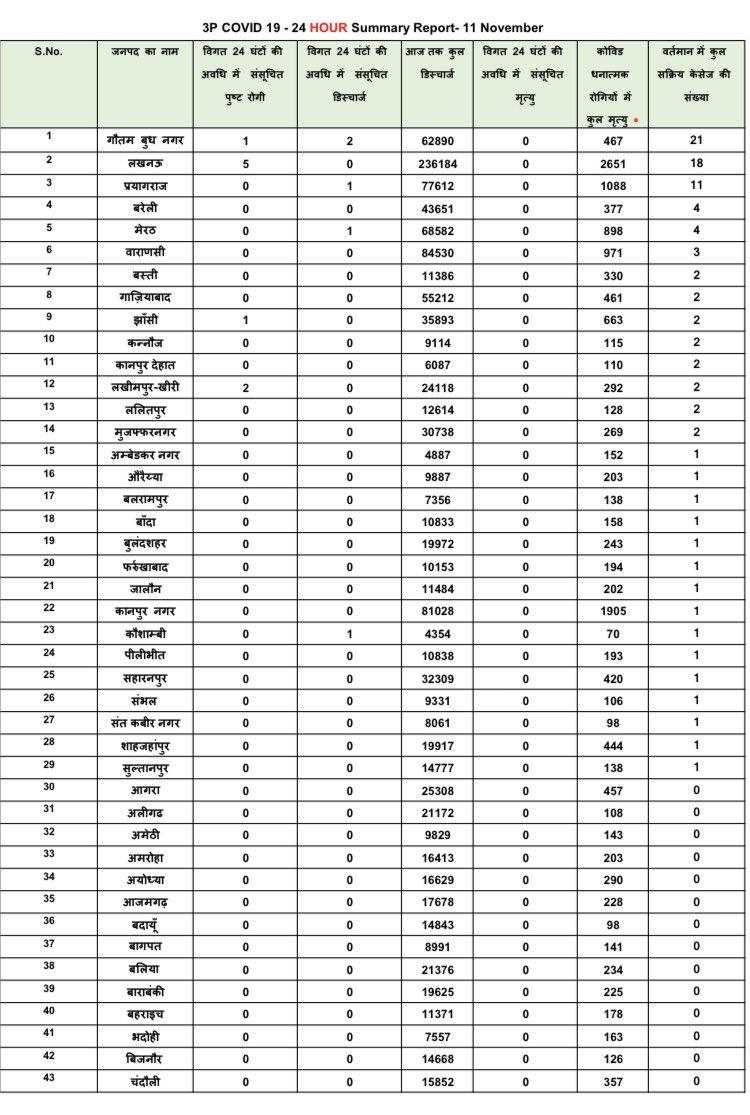 3P COVID 19 - 24 HOUR Summary Report- 11 November
S.No. जनपद का नाम विगत 24 घंटों की विगत 24 घंटों की आज तक कुल विगत 24 घंटों की कोविड वर्तमान में कुल
अवधि में संसूचित अवधि में संसूचित डिस्चार्ज अवधि में संसूचित धनात्मक सक्रिय केसेज की
पुष्ट रोगी डिस्चार्ज मृत्यु रोगियों में संख्या
कुल मृत्यु
1 गौतम बुध नगर 1 2 62890 0 467 21
2 लखनऊ 5 0 236184 0 2651 18
3 प्रयागराज 0 1 77612 0 1088 11
4 बरेली 0 0 43651 0 377 4
5 मेरठ 0 1 68582 0 898 4
6 वाराणसी 0 0 84530 0 971 3
7 बस्ती 0 0 11386 0 330 2
8 गाज़ियाबाद 0 0 55212 0 461 2
9 झाँसी 1 0 35893 0 663 2
10 कन्नौज 0 0 9114 0 115 2
11 कानपुर देहात 0 0 6087 0 110 2
12 लखीमपुर-खीरी 2 0 24118 0 292 2
13 ललितपुर 0 0 12614 0 128 2
14 मुजफ्फरनगर 0 0 30738 0 269 2
15 अम्बेडकर नगर 0 0 4887 0 152 1
16 औरैय्या 0 0 9887 0 203 1
17 बलरामपुर 0 0 7356 0 138 1
18 बाँदा 0 0 10833 0 158 1
19 बुलंदशहर 0 0 19972 0 243 1
20 फर्रुखाबाद 0 0 10153 0 194 1
21 जालौन 0 0 11484 0 202 1
22 कानपुर नगर 0 0 81028 0 1905 1
23 कौशाम्बी 0 1 4354 0 70 1
24 पीलीभीत 0 0 10838 0 193 1
25 सहारनपुर 0 0 32309 0 420 1
26 संभल 0 0 9331 0 106 1
27 संत कबीर नगर 0 0 8061 0 98 1
28 शाहजहांपुर 0 0 19917 0 444 1
29 सुल्तानपुर 0 0 14777 0 138 1
30 आगरा 0 0 25308 0 457 0
31 अलीगढ 0 0 21172 0 108 0
32 अमेठी 0 0 9829 0 143 0
33 अमरोहा 0 0 16413 0 203 0
34 अयोध्या 0 0 16629 0 290 0
35 आजमगढ़ 0 0 17678 0 228 0
36 बदायूँ 0 0 14843 0 98 0
37 बागपत 0 0 8991 0 141 0
38 बलिया 0 0 21376 0 234 0
39 बाराबंकी 0 0 19625 0 225 0
40 बहराइच 0 0 11371 0 178 0
41 भदोही 0 0 7557 0 163 0
42 बिजनौर 0 0 14668 0 126 0
43 चंदौली 0 0 15852 0 357 0